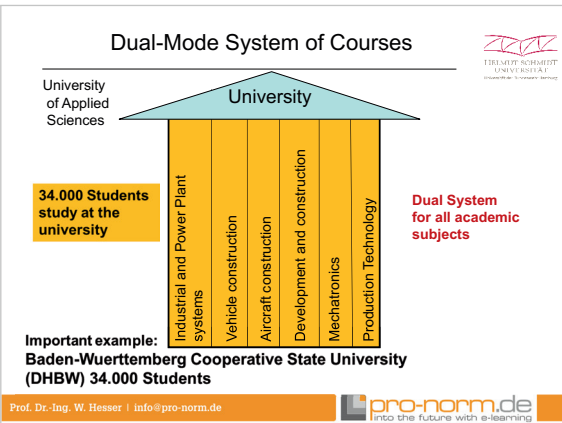 Dual-Mode System of Courses
HELMUT SCHMIDT
UNIVERSITÄT
University
of Applied
Sciences
University
34.000 Students
study at the
university
Industrial and Power Plant
systems
Vehicle construction
Aircraft construction
Development and construction
Mechatronics
Production Technology
Dual System
for all academic
subjects
Important example:
Baden-Wuerttemberg Cooperative State University
(DHBW) 34.000 Students
Prof. Dr.-Ing. W. Hesser | info@pro-norm.de
pro-norm.de
into the future with e-learning